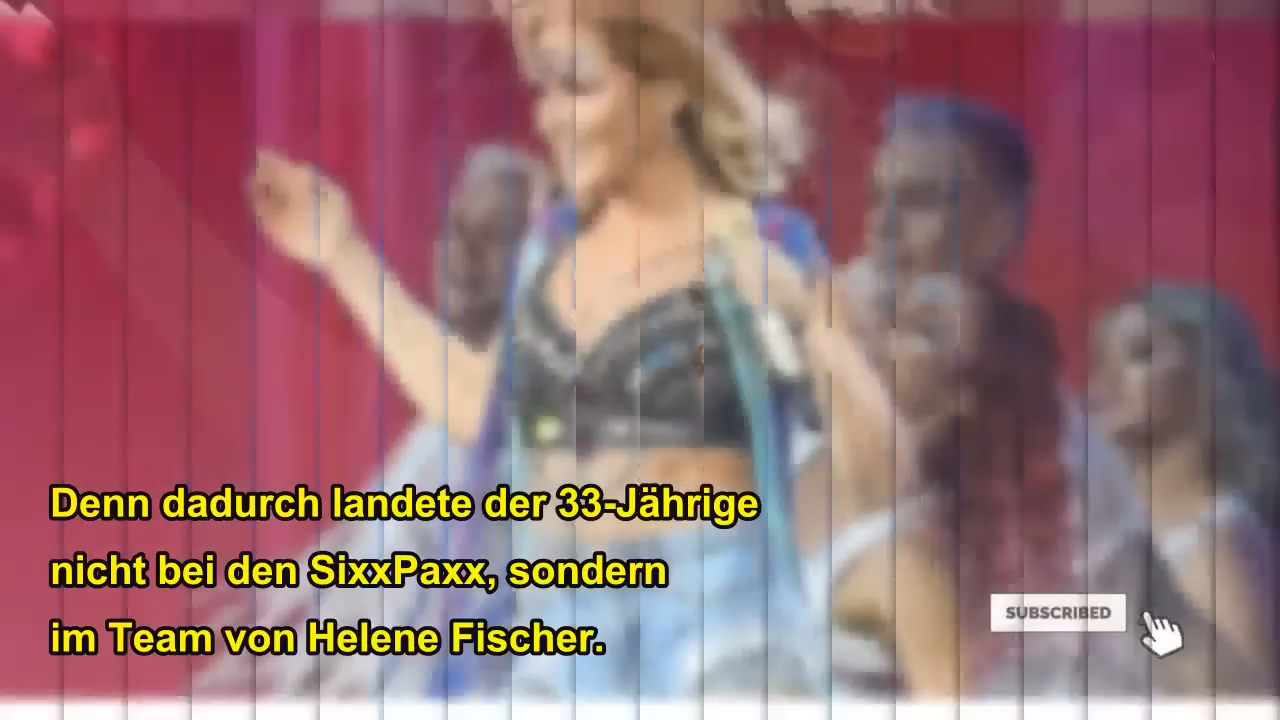 Denn dadurch landete der 33-Jährige
nicht bei den SixxPaxx, sondern
im Team von Helene Fischer.
SUBSCRIBED